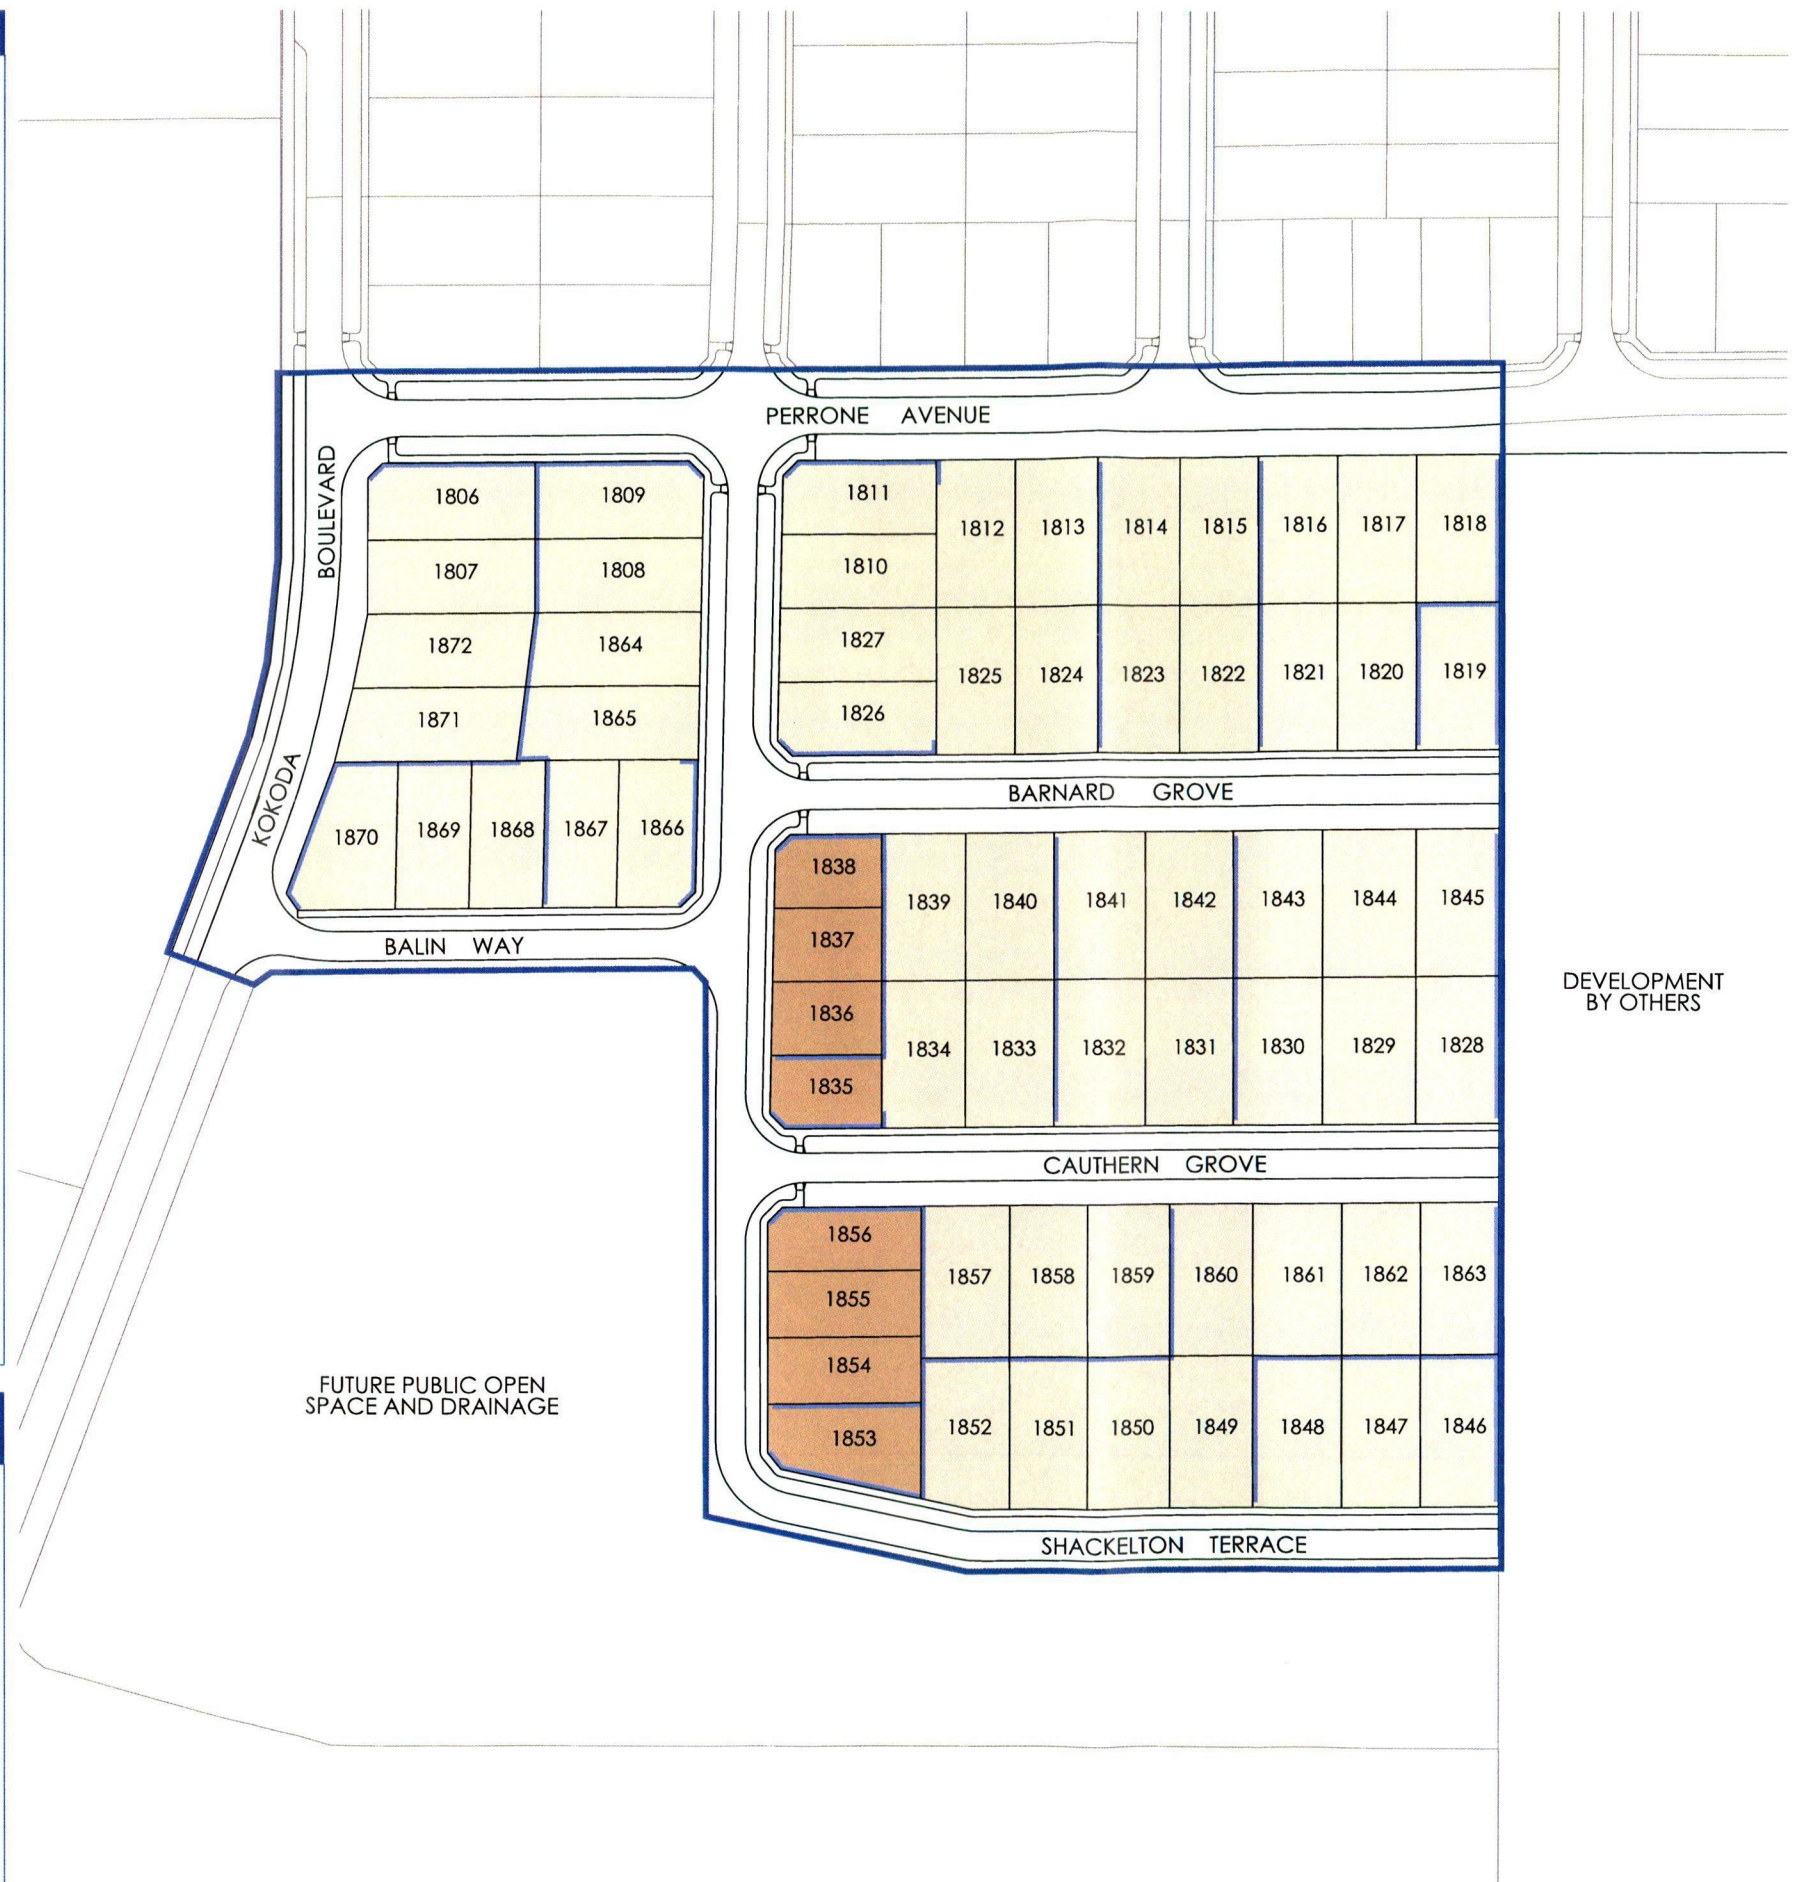 PERRONE AVENUE
BOULEVARD
KOKODA
1806 1809
1807 1808
1872 1864
1871 1865
1870 1869 1868 1867 1866
BALIN WAY
1811
1810
1827
1826
1812 1813 1814 1815 1816 1817 1818
1825 1824 1823 1822 1821 1820 1819
BARNARD GROVE
1838
1837
1836
1835
1839 1840 1841 1842 1843 1844 1845
1834 1833 1832 1831 1830 1829 1828
DEVELOPMENT
BY OTHERS
CAUTHERN GROVE
1856
1855
1854
1853
1857 1858 1859 1860 1861 1862 1863
1852 1851 1850 1849 1848 1847 1846
FUTURE PUBLIC OPEN
SPACE AND DRAINAGE
SHACKELTON TERRACE